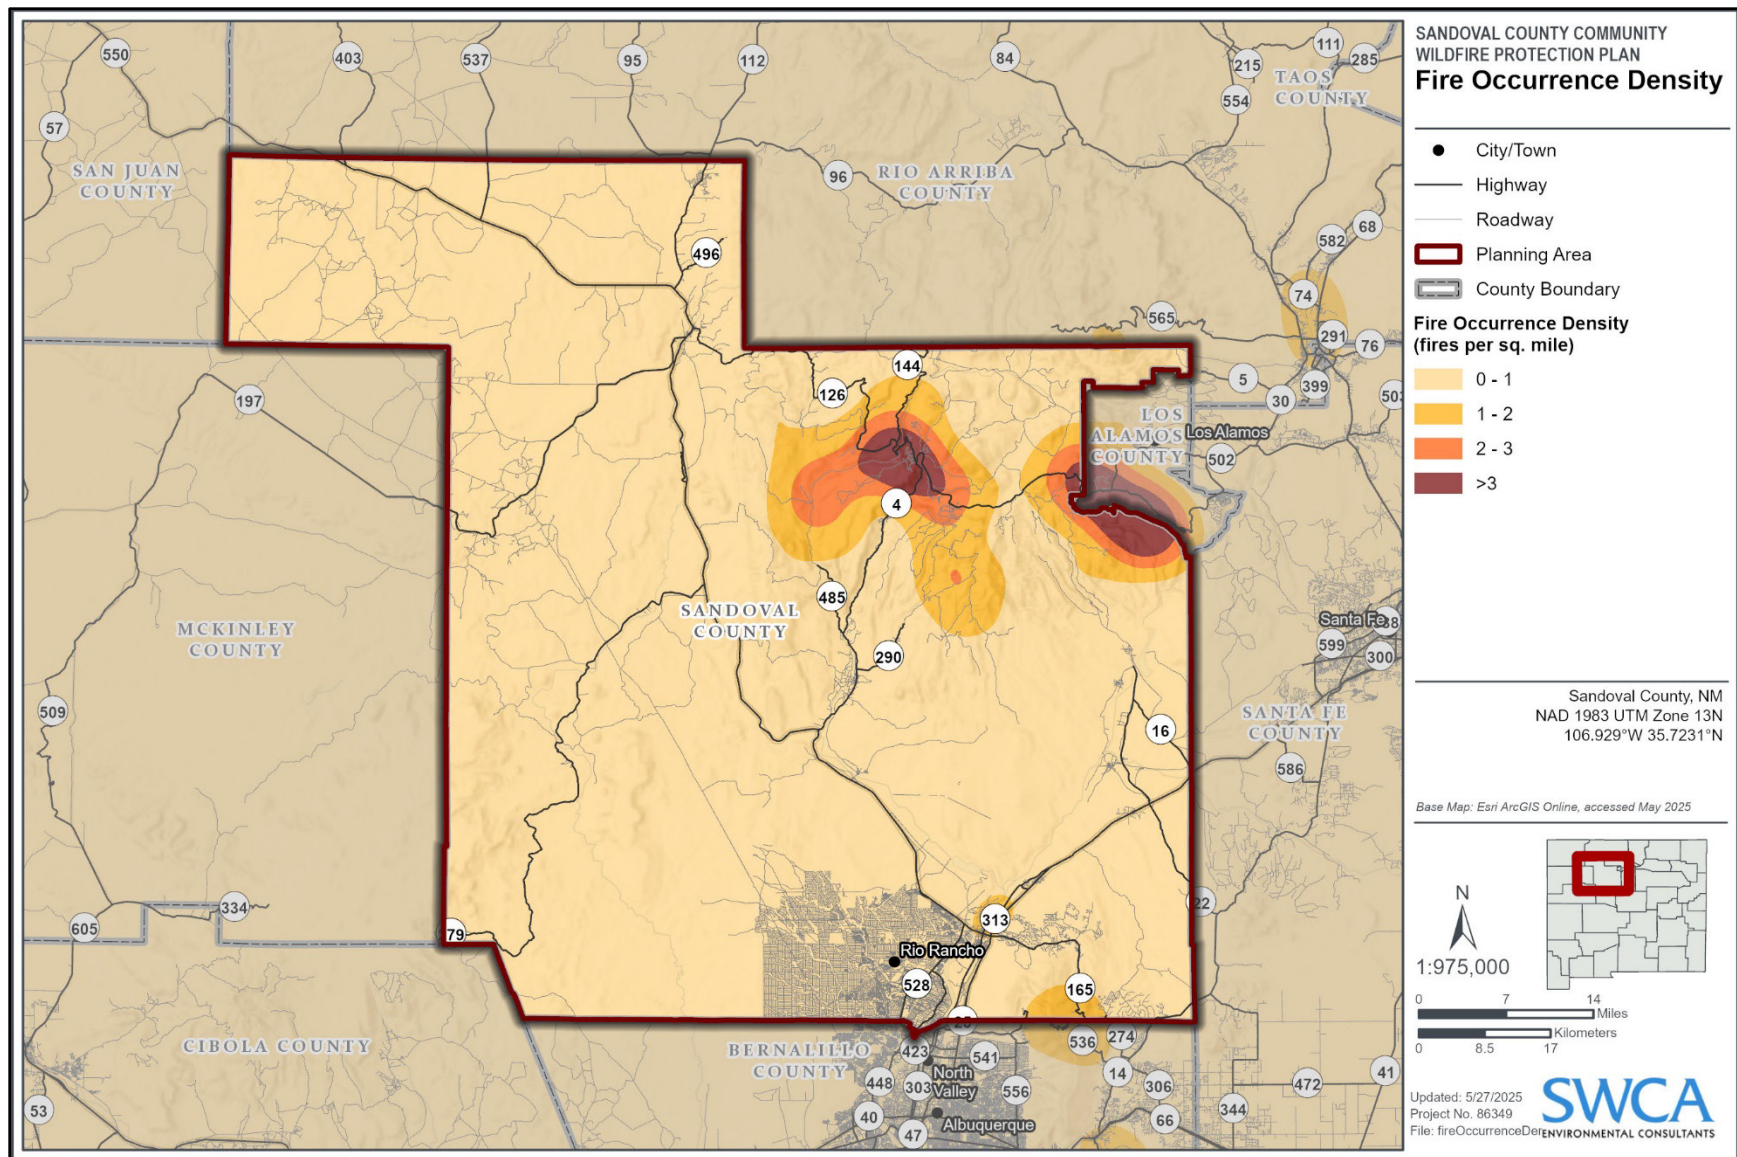 SANDOVAL COUNTY COMMUNITY
WILDFIRE PROTECTION PLAN
Fire Occurrence Density
City/Town
Highway
Roadway
Planning Area
County Boundary
Fire Occurrence Density
(fires per sq. mile)
0 - 1
1 - 2
2 - 3
>3
Sandoval County, NM
NAD 1983 UTM Zone 13N
106.929°W 35.7231°N
Base Map: Esri ArcGIS Online, accessed May 2025
N
1:975,000
0 7 14
Miles
Kilometers
0 8.5 17
Updated: 5/27/2025
Project No. 86349
File: fireOccurrenceDen
SWCA
ENVIRONMENTAL CONSULTANTS
550
403
537
95
112
84
215
111
285
TAOS
COUNTY
554
57
SAN JUAN
COUNTY
96
RIO ARRIBA
COUNTY
68
582
496
74
565
291
76
144
126
5
399
30
503
197
LOS
ALAMOS
COUNTY
Los Alamos
502
4
485
SANDOVAL
COUNTY
MCKINLEY
COUNTY
290
Santa Fe
599
300
509
SANTA FE
COUNTY
16
586
334
605
79
313
22
Rio Rancho
528
165
25
CIBOLA COUNTY
BERNALILLO
COUNTY
423
541
536
274
North
Valley
448
303
556
14
306
472
41
53
40
Albuquerque
47
66
344